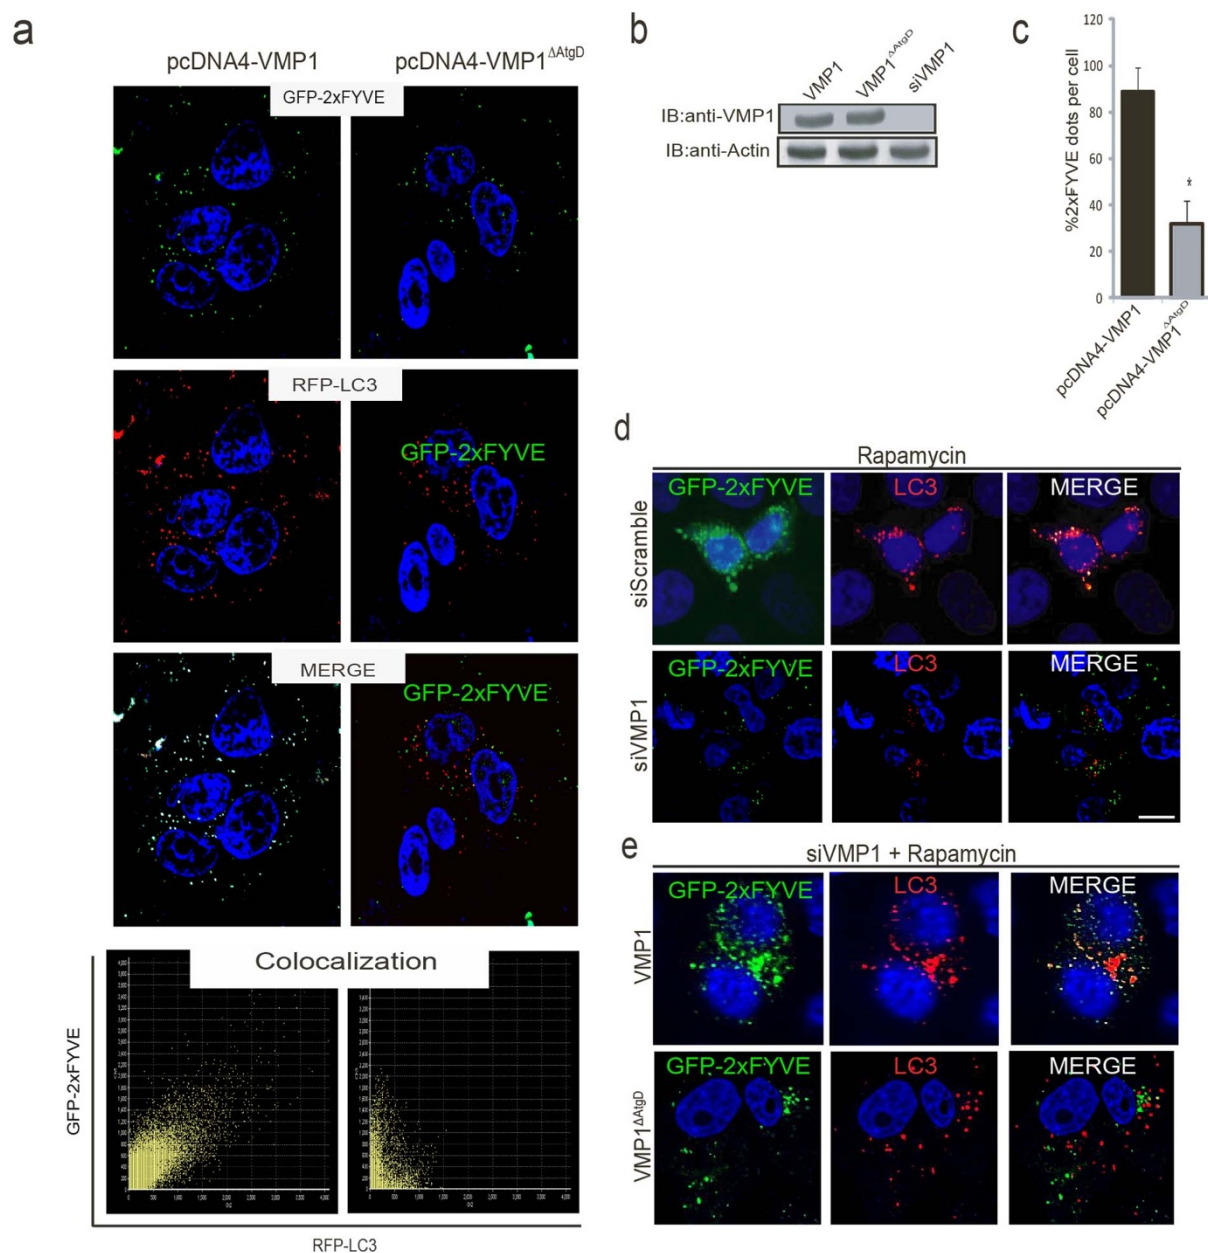 a
pcDNA4-VMP1
pcDNA4-VMP1ΔAtgD
GFP-2xFYVE
RFP-LC3
GFP-2xFYVE
MERGE
GFP-2xFYVE
Colocalization
GFP-2xFYVE
RFP-LC3
b
VMP1
VMP1ΔAtgD
siVMP1
IB:anti-VMP1
IB:anti-Actin
c
%2xFYVE dots per cell
120
100
80
60
40
20
0
*
pcDNA4-VMP1
pcDNA4-VMP1ΔAtgD
d
Rapamycin
siScramble
GFP-2xFYVE
LC3
MERGE
siVMP1
GFP-2xFYVE
LC3
MERGE
e
siVMP1 + Rapamycin
VMP1
GFP-2xFYVE
LC3
MERGE
VMP1ΔAtgD
GFP-2xFYVE
LC3
MERGE